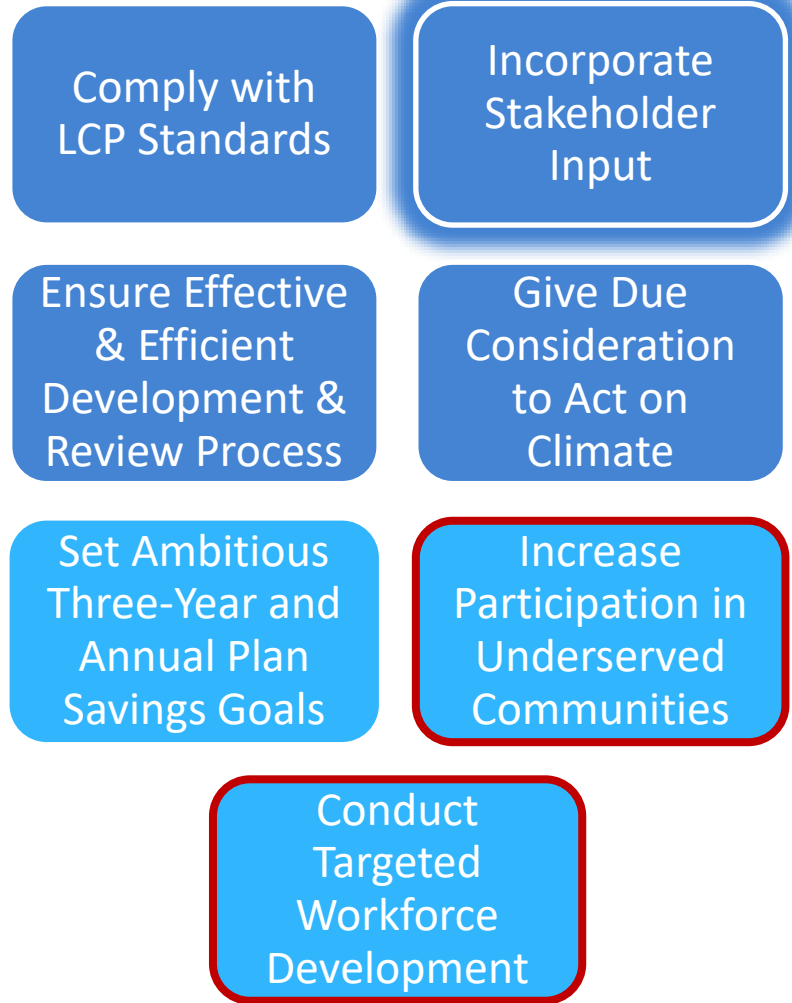 Comply with
LCP Standards
Incorporate
Stakeholder
Input
Ensure Effective
& Efficient
Development &
Review Process
Give Due
Consideration
to Act on
Climate
Set Ambitious
Three-Year and
Annual Plan
Savings Goals
Increase
Participation in
Underserved
Communities
Conduct
Targeted
Workforce
Development